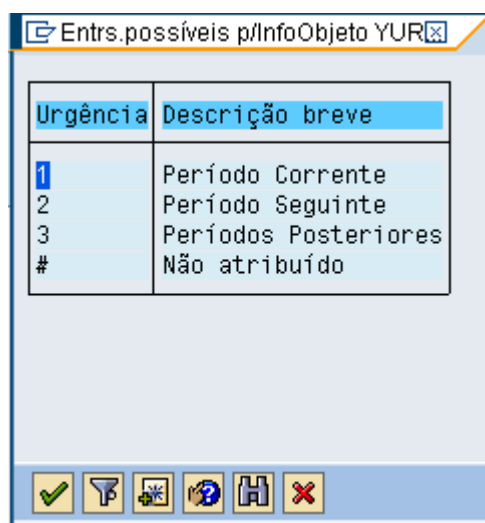 Entrs.possíveis p/InfoObjeto YUR
Urgência Descrição breve
1 Período Corrente
2 Período Seguinte
3 Períodos Posteriores
# Não atribuído